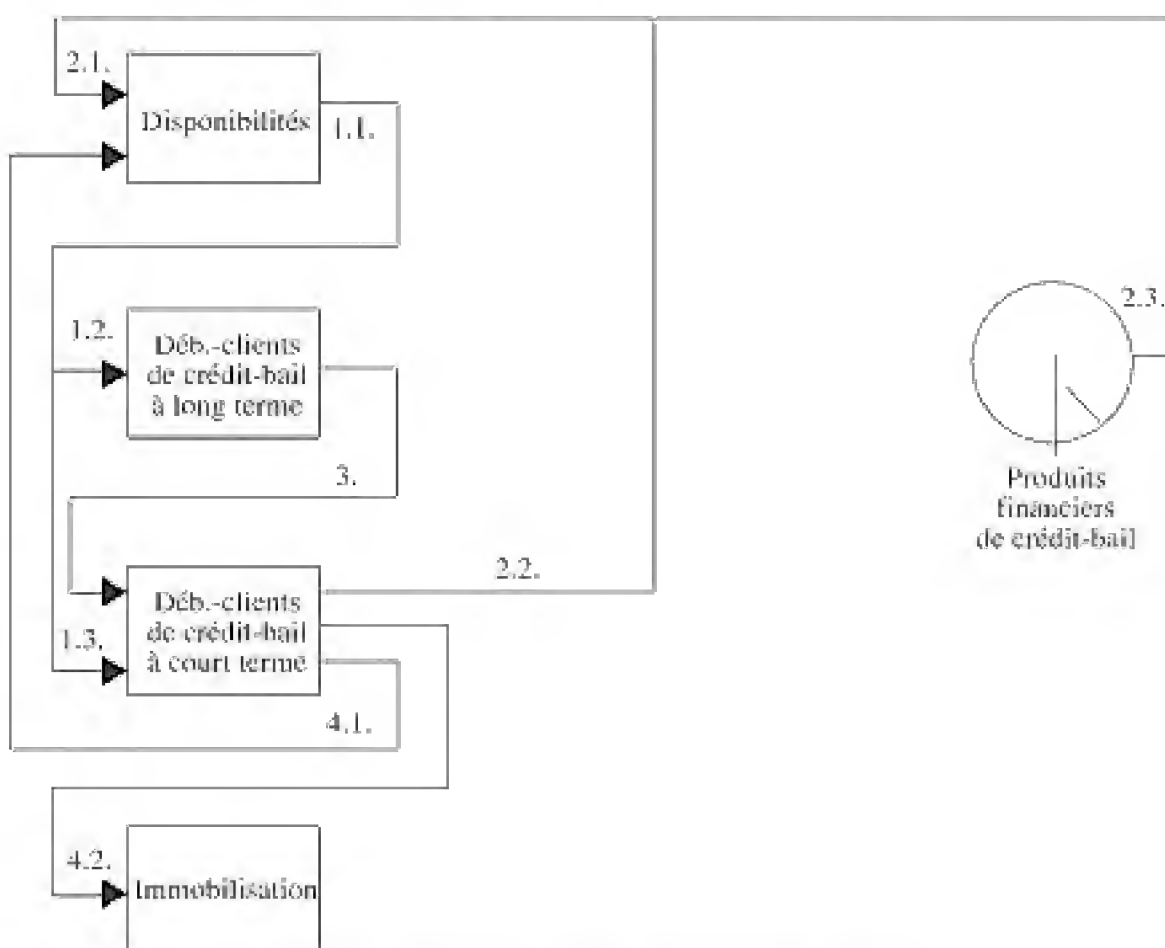 2.1.
Disponibilités
1.1.
1.2.
Déb.-clients
de crédit-bail
à long terme
3.
2.3.
Produits
financiers
de crédit-bail
2.2.
Déb.-clients
de crédit-bail
à court terme
1.3.
4.1.
4.2.
Immobilisation